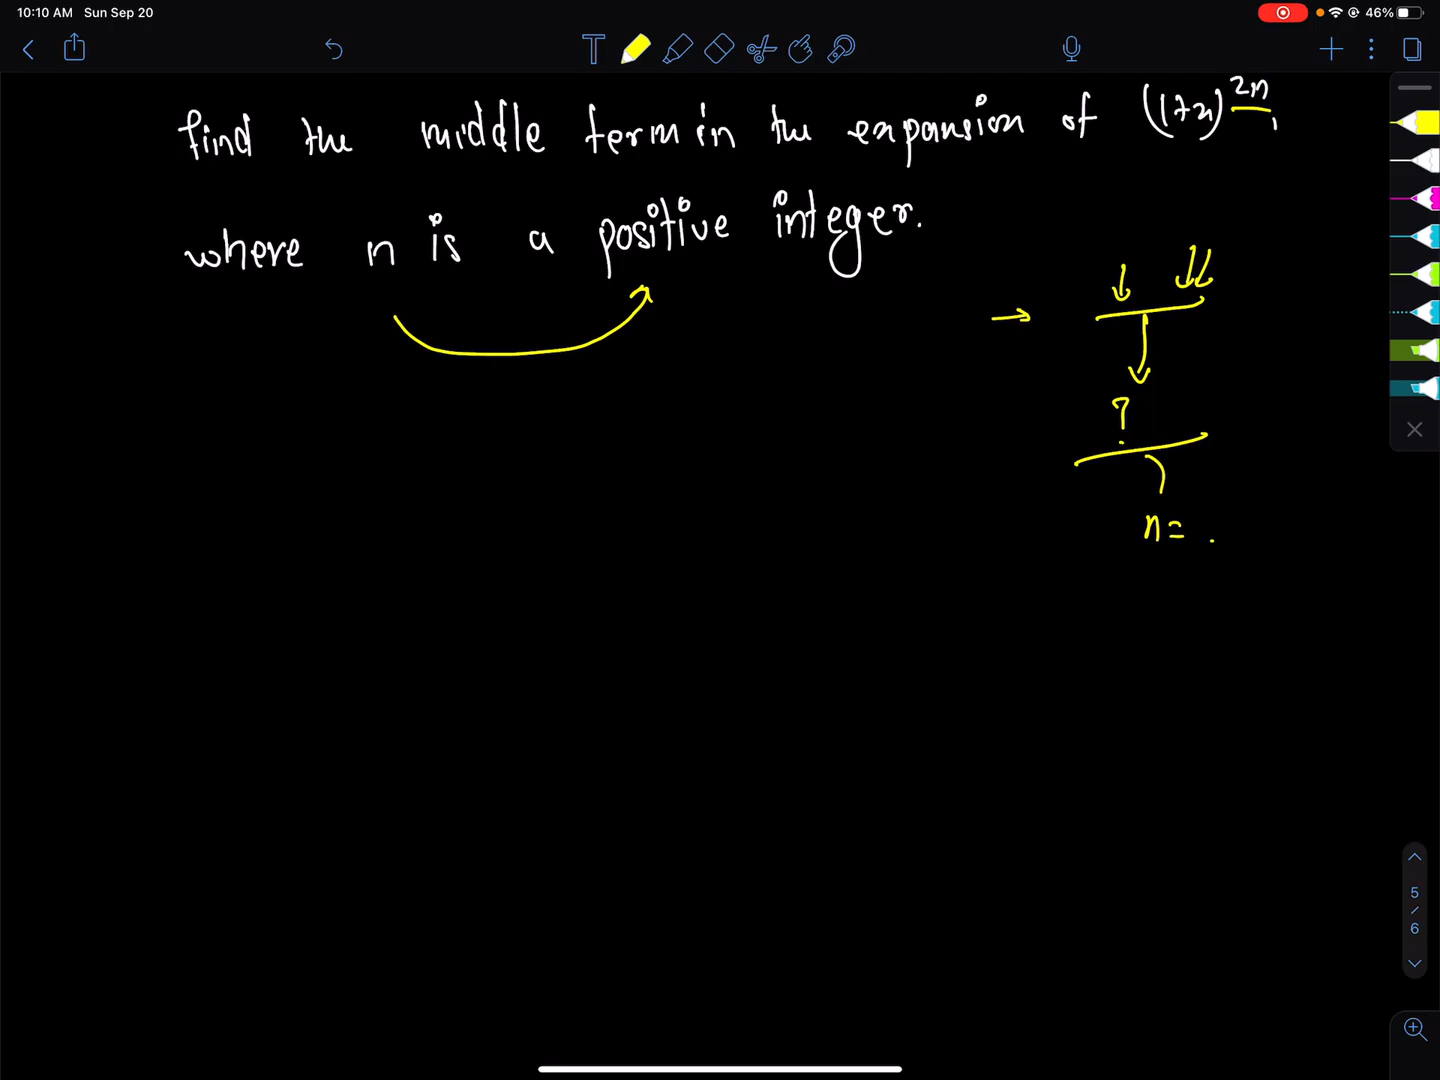 10:10 AM Sun Sep 20
46%
find the middle term in the expansion of (1+x)^2n,
where n is a positive integer.
?
n = .
5
/
6